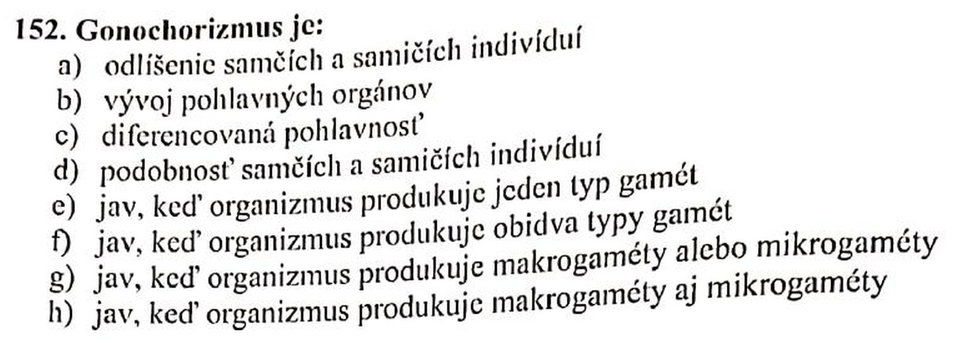 152. Gonochorizmus je:
a) odlíšenie samčích a samičích indivíduí
b) vývoj pohlavných orgánov
c) diferencovaná pohlavnosť
d) podobnosť samčích a samičích indivíduí
e) jav, keď organizmus produkuje jeden typ gamét
f) jav, keď organizmus produkuje obidva typy gamét
g) jav, keď organizmus produkuje makrogaméty alebo mikrogaméty
h) jav, keď organizmus produkuje makrogaméty aj mikrogaméty